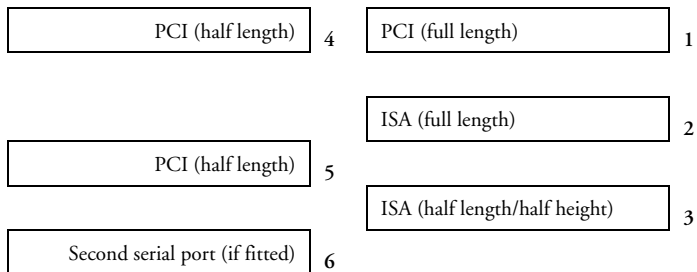 PCI (half length) 4
PCI (full length) 1
ISA (full length) 2
PCI (half length) 5
ISA (half length/half height) 3
Second serial port (if fitted) 6